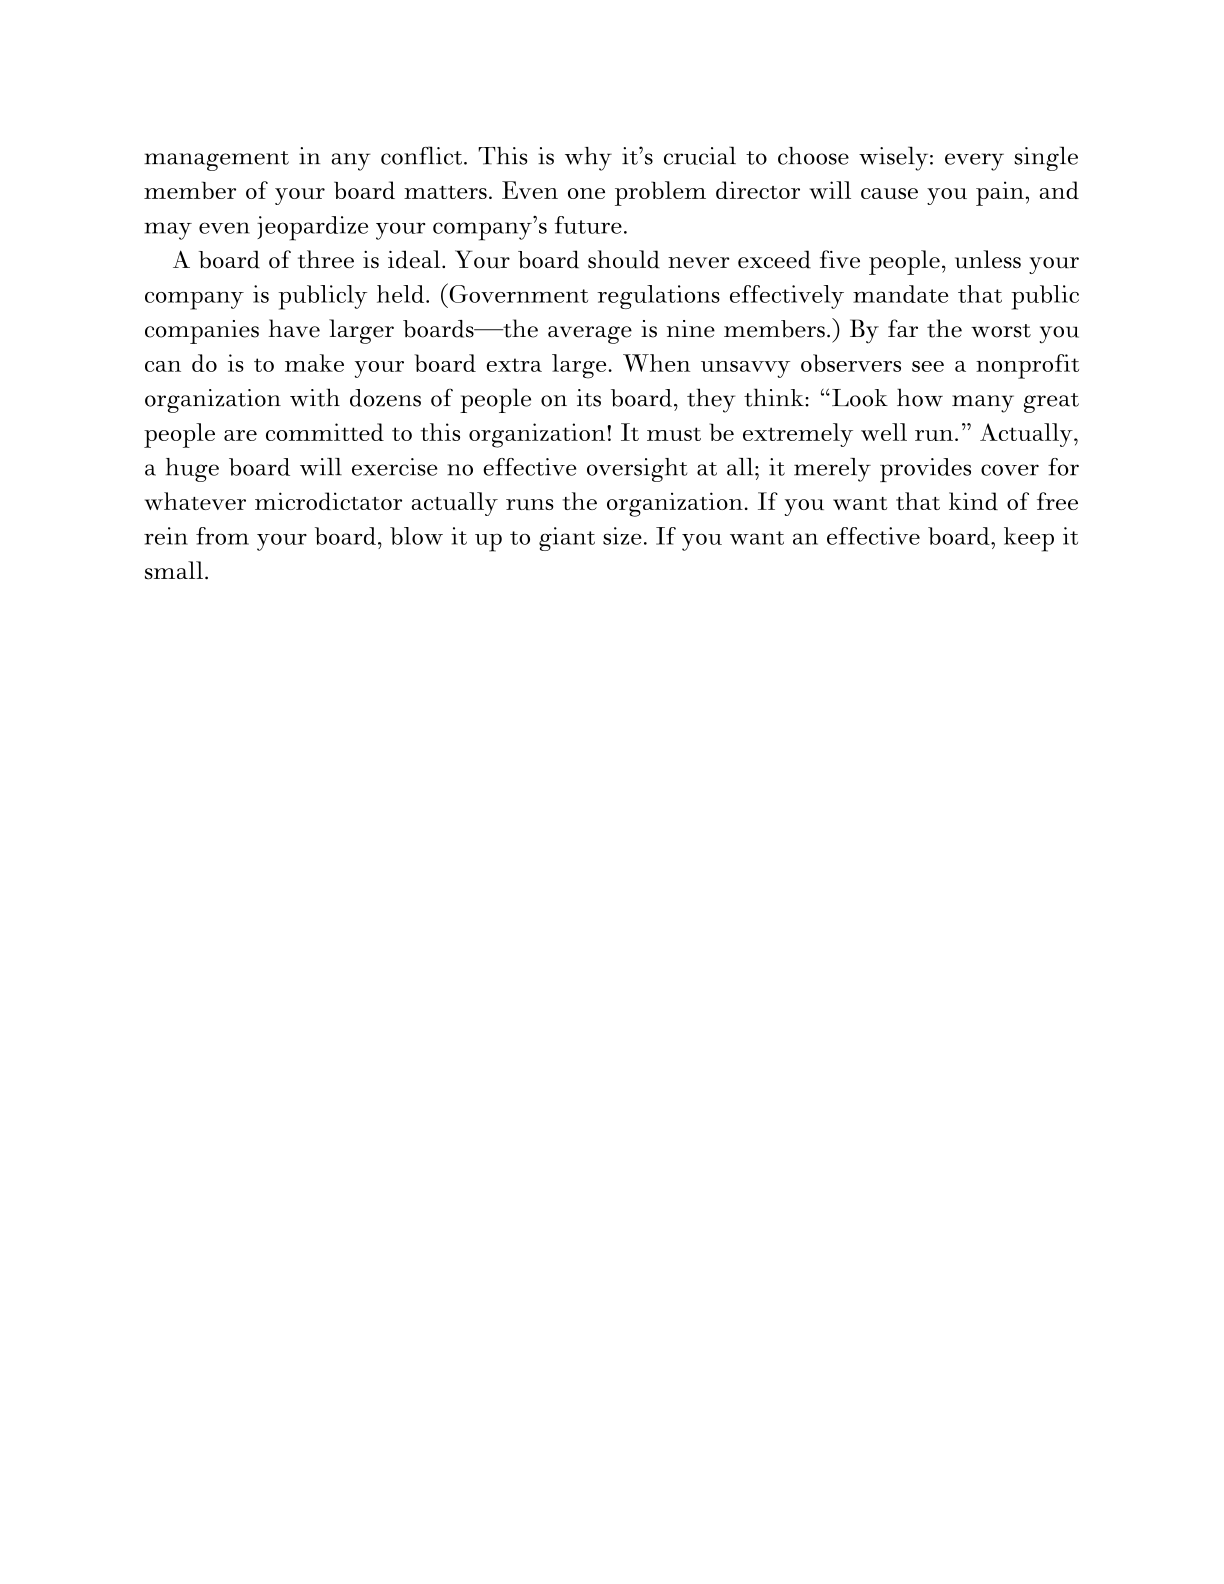 management in any conflict. This is why it’s crucial to choose wisely: every single
member of your board matters. Even one problem director will cause you pain, and
may even jeopardize your company’s future.
A board of three is ideal. Your board should never exceed five people, unless your
company is publicly held. (Government regulations effectively mandate that public
companies have larger boards—the average is nine members.) By far the worst you
can do is to make your board extra large. When unsavvy observers see a nonprofit
organization with dozens of people on its board, they think: “Look how many great
people are committed to this organization! It must be extremely well run.” Actually,
a huge board will exercise no effective oversight at all; it merely provides cover for
whatever microdictator actually runs the organization. If you want that kind of free
rein from your board, blow it up to giant size. If you want an effective board, keep it
small.